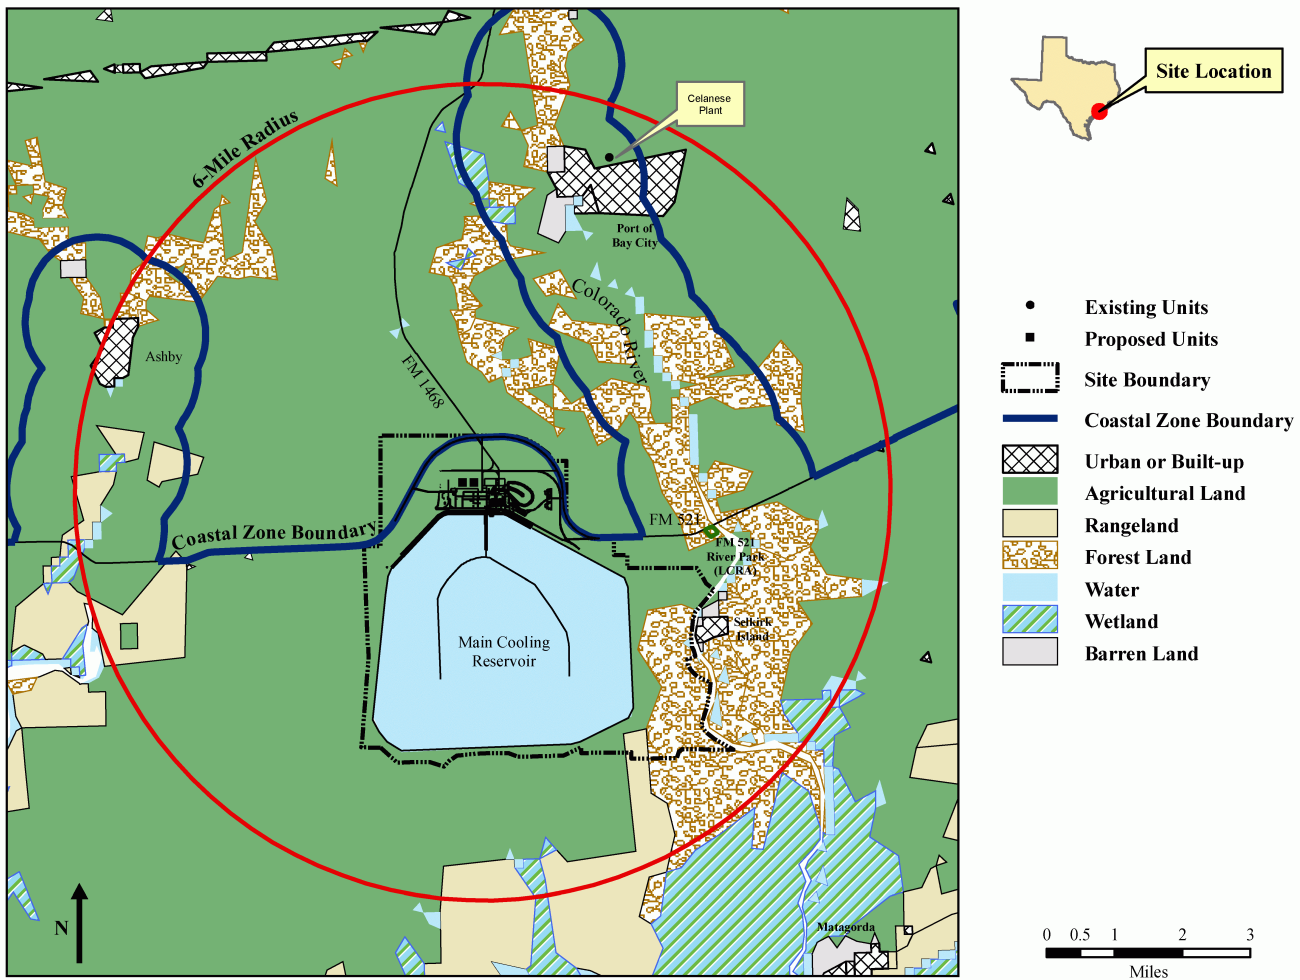 6-Mile Radius
Celanese
Plant
Port of
Bay City
Colorado River
Ashby
FM 1468
Coastal Zone Boundary
FM 521
FM 521
River Park
(LCRA)
Main Cooling
Reservoir
Selkirk
Island
Matagorda
N
Site Location
Existing Units
Proposed Units
Site Boundary
Coastal Zone Boundary
Urban or Built-up
Agricultural Land
Rangeland
Forest Land
Water
Wetland
Barren Land
0 0.5 1 2 3
Miles